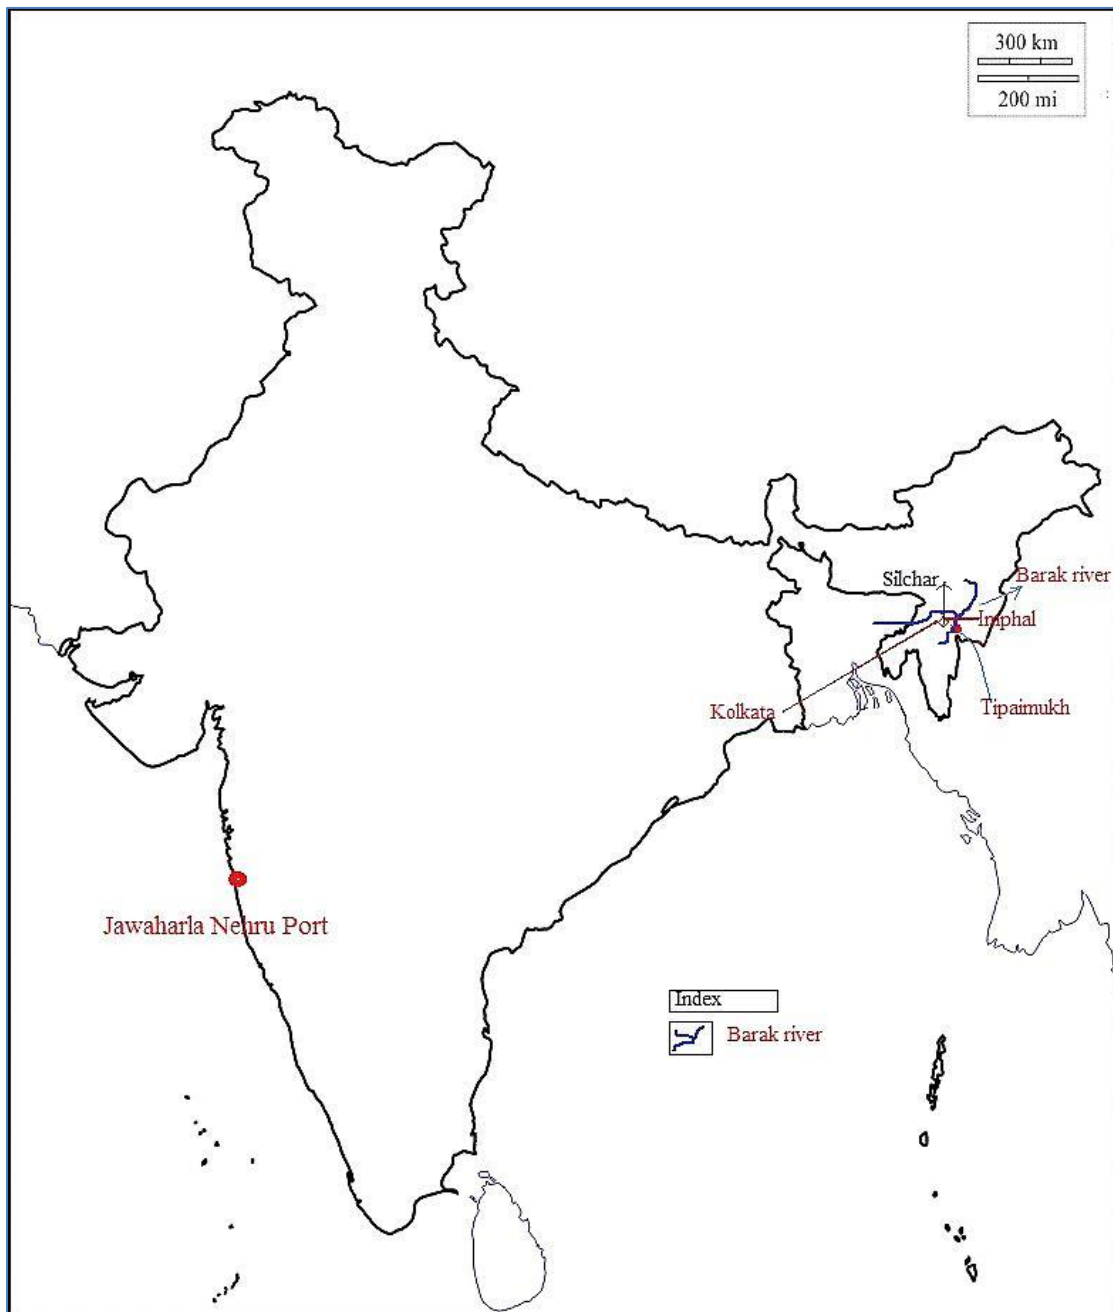 300 km
200 mi
Silchar
Barak river
Imphal
Kolkata
Tipaimukh
Jawaharla Nehru Port
Index
Barak river